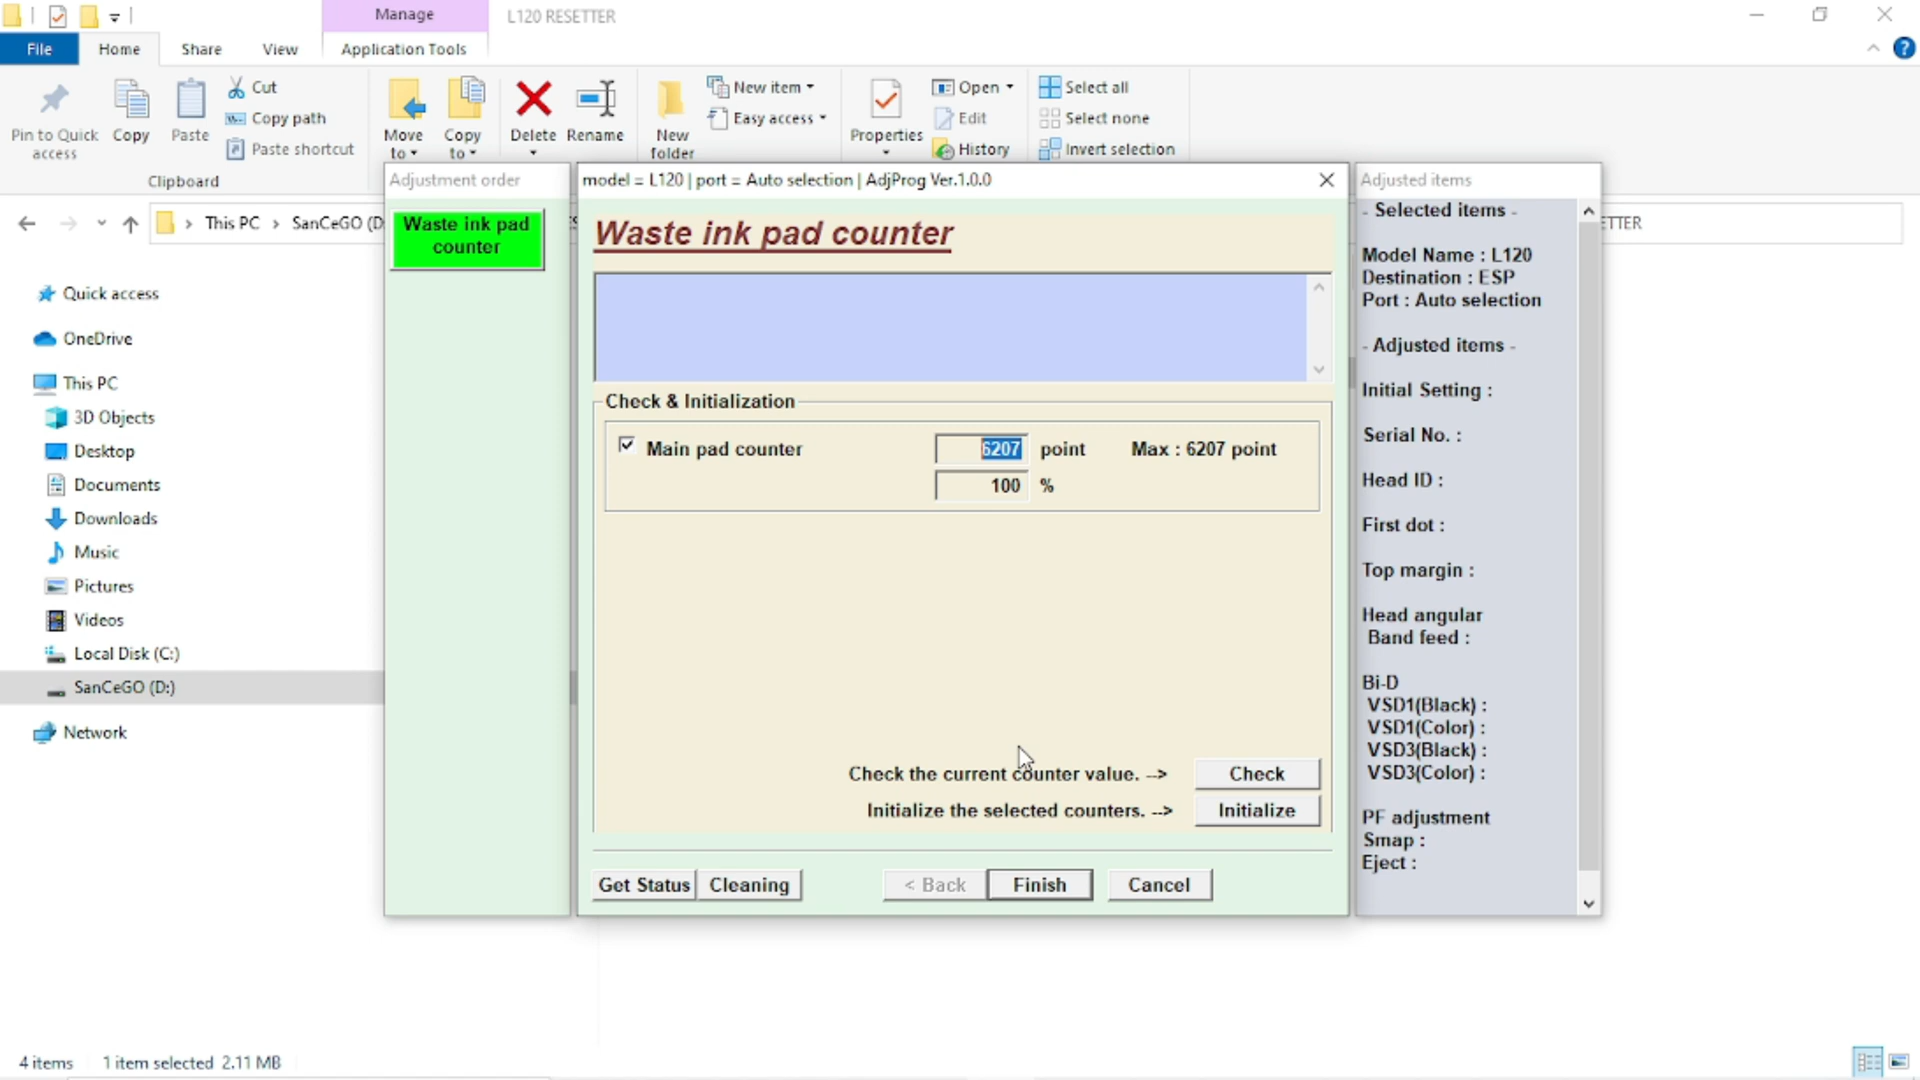 Manage
L120 RESETTER
File
Home
Share
View
Application Tools
Pin to Quick
access
Copy
Paste
Cut
Copy path
Paste shortcut
Clipboard
Move
to
Copy
to
Delete
Rename
New
folder
New item
Easy access
Properties
Open
Edit
History
Select all
Select none
Invert selection
This PC
SanCeGO (D:
TTER
Quick access
OneDrive
This PC
3D Objects
Desktop
Documents
Downloads
Music
Pictures
Videos
Local Disk (C:)
SanCeGO (D:)
Network
Adjustment order
Waste ink pad
counter
model = L120 | port = Auto selection | AdjProg Ver.1.0.0
Waste ink pad counter
Check & Initialization
Main pad counter 6207 point Max : 6207 point
100 %
Check the current counter value. --> Check
Initialize the selected counters. --> Initialize
Get Status
Cleaning
< Back
Finish
Cancel
Adjusted items
- Selected items -
Model Name : L120
Destination : ESP
Port : Auto selection
- Adjusted items -
Initial Setting :
Serial No. :
Head ID :
First dot :
Top margin :
Head angular
Band feed :
Bi-D
VSD1(Black) :
VSD1(Color) :
VSD3(Black) :
VSD3(Color) :
PF adjustment
Smap :
Eject :
4 items
1 item selected 2.11 MB